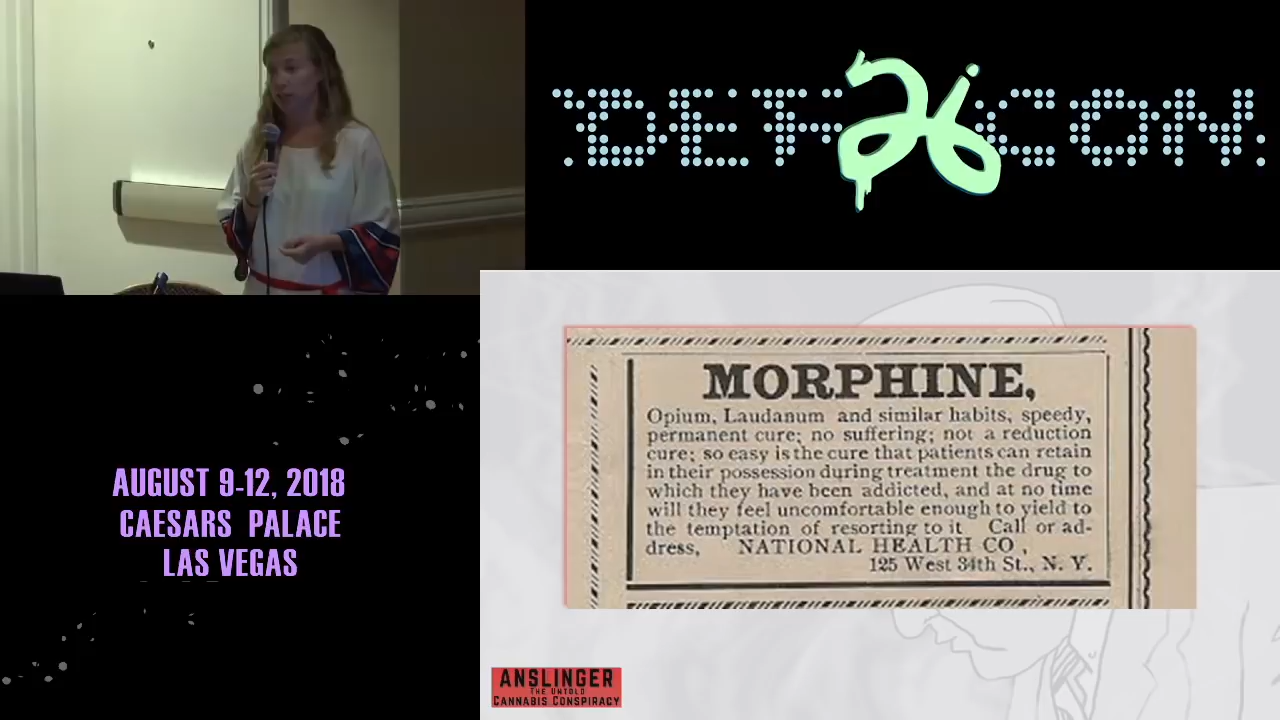 DEF 26 CON
MORPHINE,
Opium, Laudanum and similar habits, speedy,
permanent cure; no suffering; not a reduction
cure; so easy is the cure that patients can retain
in their possession during treatment the drug to
which they have been addicted, and at no time
will they feel uncomfortable enough to yield to
the temptation of resorting to it Call or ad-
dress, NATIONAL HEALTH CO,
125 West 34th St., N. Y.
AUGUST 9-12, 2018
CAESARS PALACE
LAS VEGAS
ANSLINGER
THE UNTOLD
CANNABIS CONSPIRACY